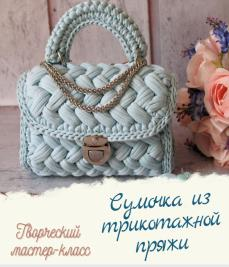 Сумочка из
трикотажной
пряжи
Творческий
мастер-класс